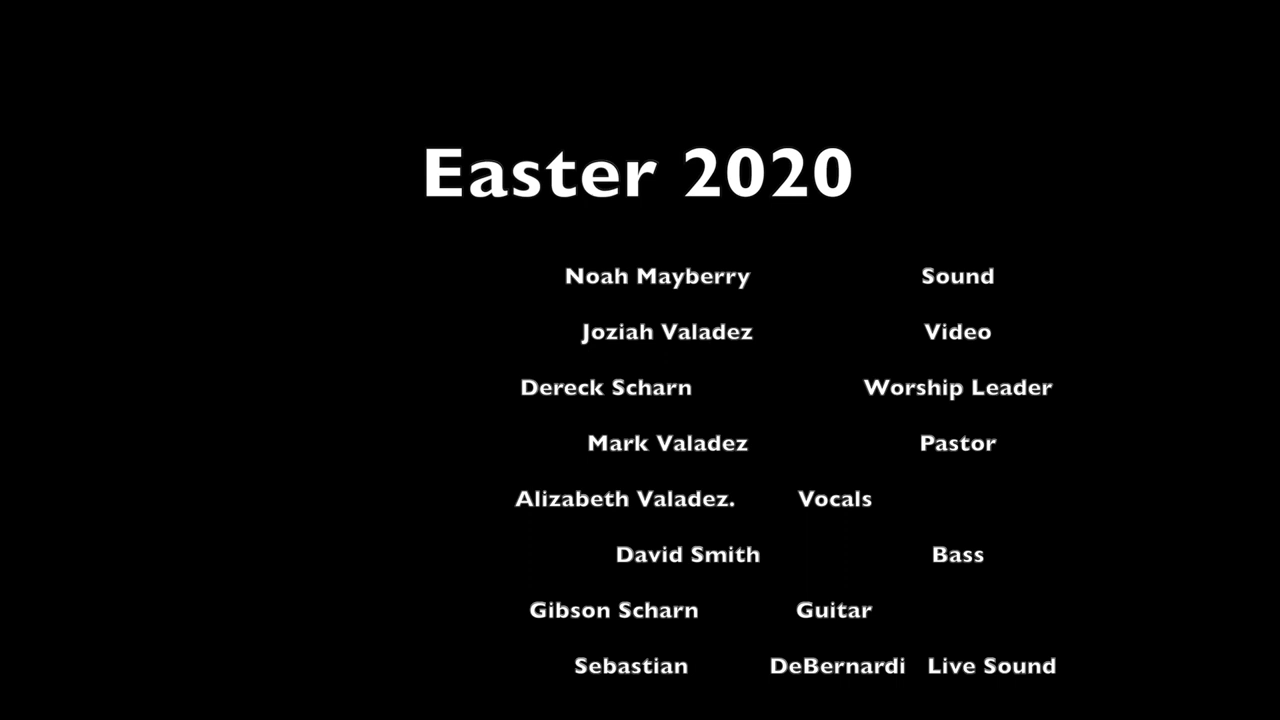 Easter 2020
Noah Mayberry Sound
Joziah Valadez Video
Dereck Scharn Worship Leader
Mark Valadez Pastor
Alizabeth Valadez. Vocals
David Smith Bass
Gibson Scharn Guitar
Sebastian DeBernardi Live Sound